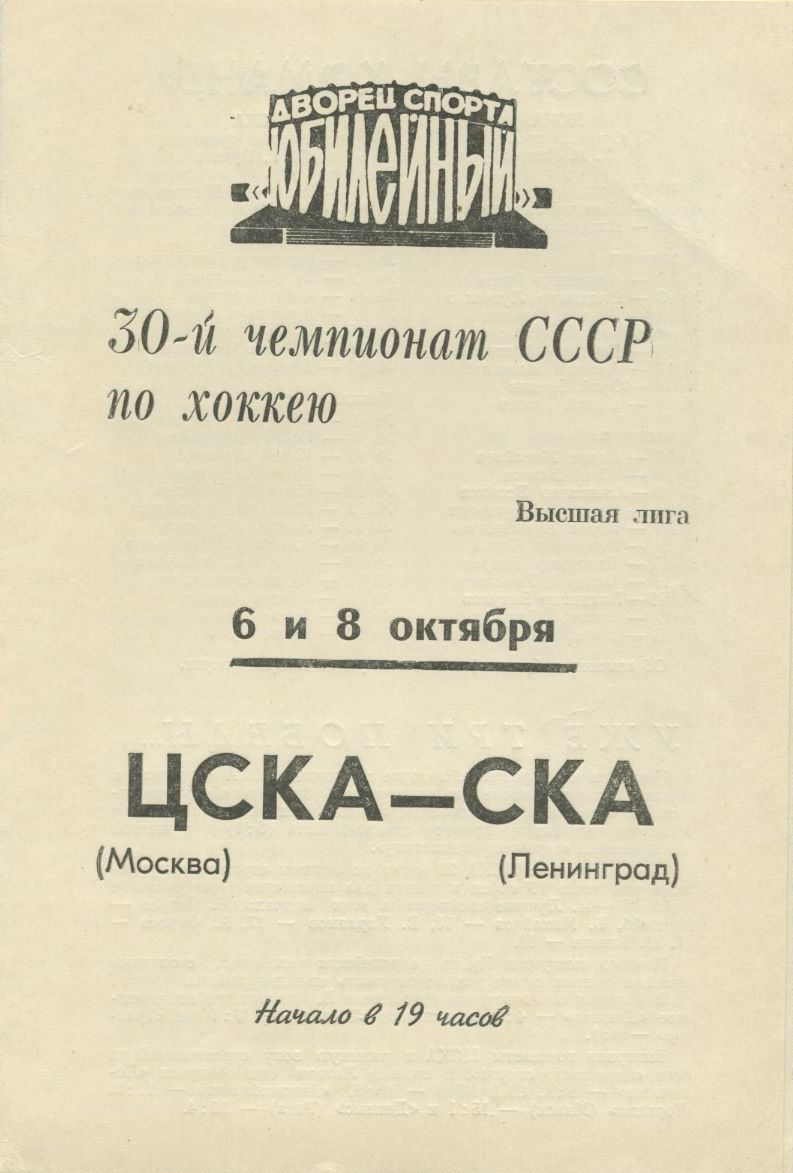 ДВОРЕЦ СПОРТА
«ЮБИЛЕЙНЫЙ»
30-й чемпионат СССР
по хоккею
Высшая лига
6 и 8 октября
ЦСКА—СКА
(Москва) (Ленинград)
Начало в 19 часов